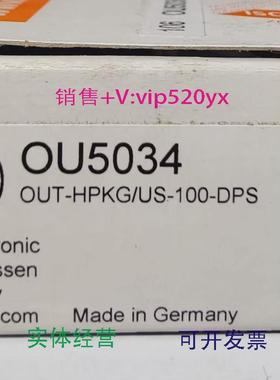 销售+V:vip520yx
OU5034
OUT-HPKG/US-100-DPS
ronic
ssen
y
.com Made in Germany
实体经营 可开发票